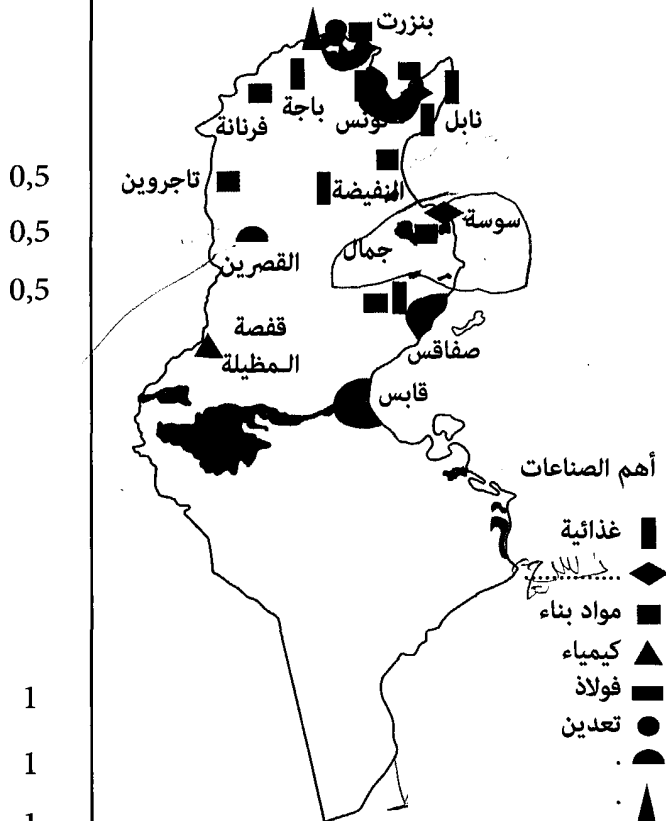 بنزرت
باجة
فرنانة
تونس
نابل
0,5
تاجروين
النفيضة
0,5
سوسة
جمال
القصرين
0,5
قفصة
المظيلة
صفاقس
قابس
أهم الصناعات
غذائية
نسيج
مواد بناء
كيمياء
فولاذ
1
تعدين
1
1